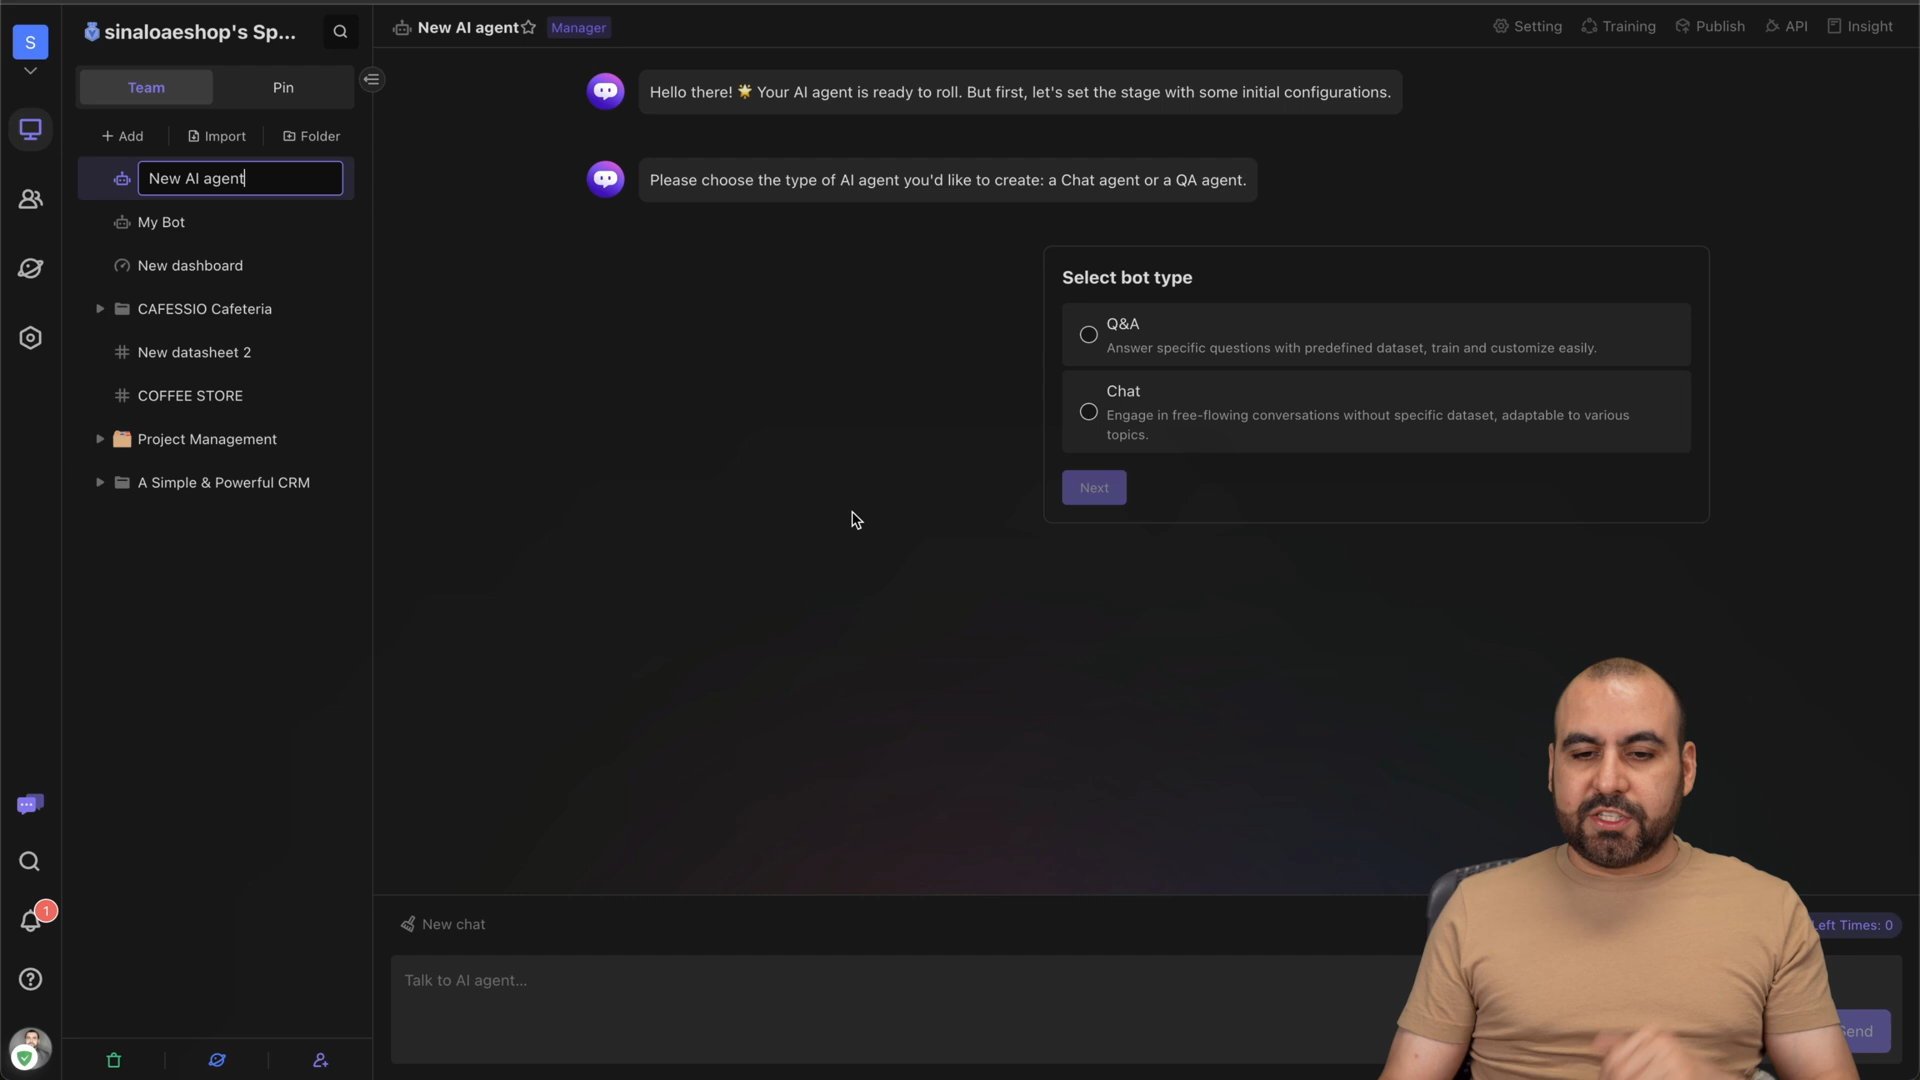 S
sinaloaeshop's Sp...
Team
Pin
+ Add
Import
Folder
New AI agent
My Bot
New dashboard
CAFESSIO Cafeteria
New datasheet 2
COFFEE STORE
Project Management
A Simple & Powerful CRM
1
New AI agent
Manager
Setting
Training
Publish
API
Insight
Hello there! 🌟 Your AI agent is ready to roll. But first, let's set the stage with some initial configurations.
Please choose the type of AI agent you'd like to create: a Chat agent or a QA agent.
Select bot type
Q&A
Answer specific questions with predefined dataset, train and customize easily.
Chat
Engage in free-flowing conversations without specific dataset, adaptable to various
topics.
Next
New chat
Left Times: 0
Talk to AI agent...
Send